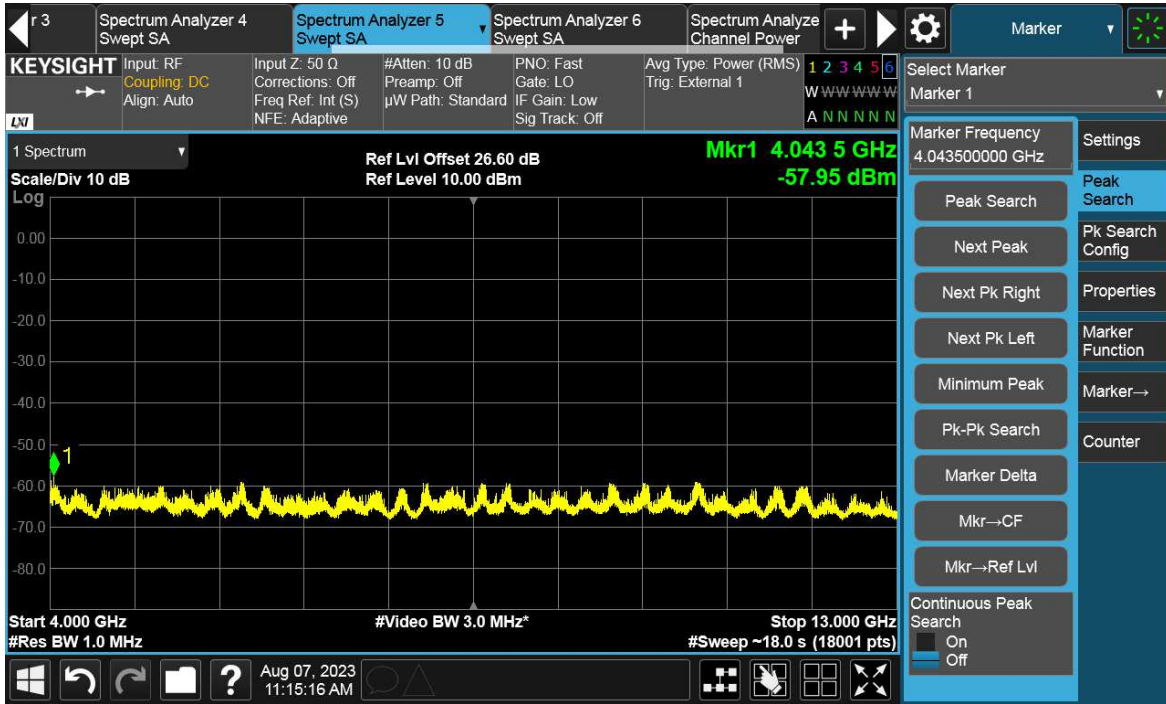 r 3
Spectrum Analyzer 4
Swept SA
Spectrum Analyzer 5
Swept SA
Spectrum Analyzer 6
Swept SA
Spectrum Analyze
Channel Power
+
Marker
KEYSIGHT
LXI
Input: RF
Coupling: DC
Align: Auto
Input Z: 50 Ω
Corrections: Off
Freq Ref: Int (S)
NFE: Adaptive
#Atten: 10 dB
Preamp: Off
µW Path: Standard
PNO: Fast
Gate: LO
IF Gain: Low
Sig Track: Off
Avg Type: Power (RMS)
Trig: External 1
1 2 3 4 5 6
W W W W W W
A N N N N N
Select Marker
Marker 1
1 Spectrum
Scale/Div 10 dB
Log
Ref Lvl Offset 26.60 dB
Ref Level 10.00 dBm
Mkr1 4.043 5 GHz
-57.95 dBm
0.00
-10.0
-20.0
-30.0
-40.0
-50.0
-60.0
-70.0
-80.0
1
Start 4.000 GHz
#Res BW 1.0 MHz
#Video BW 3.0 MHz*
Stop 13.000 GHz
#Sweep ~18.0 s (18001 pts)
Marker Frequency
4.043500000 GHz
Peak Search
Next Peak
Next Pk Right
Next Pk Left
Minimum Peak
Pk-Pk Search
Marker Delta
Mkr→CF
Mkr→Ref Lvl
Continuous Peak
Search
On
Off
Settings
Peak
Search
Pk Search
Config
Properties
Marker
Function
Marker→
Counter
?
Aug 07, 2023
11:15:16 AM